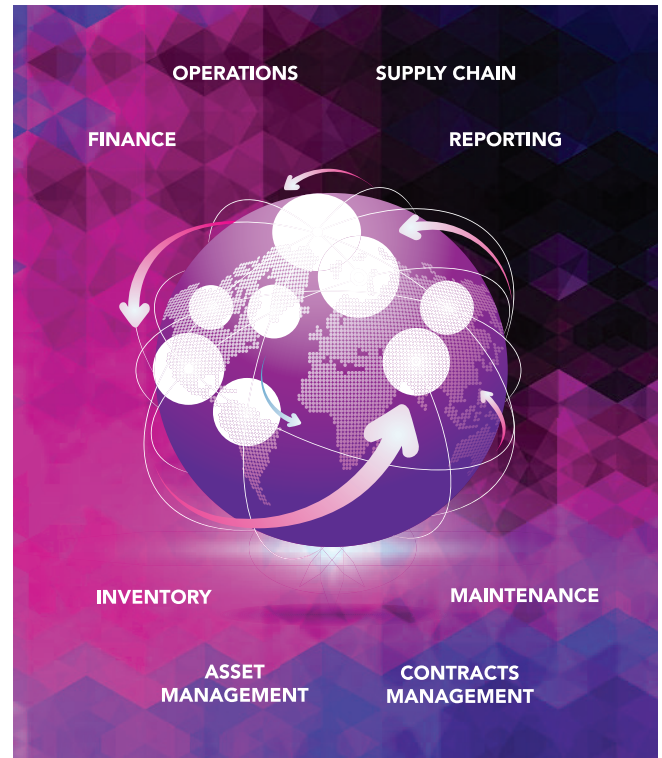 OPERATIONS
SUPPLY CHAIN
FINANCE
REPORTING
INVENTORY
MAINTENANCE
ASSET
MANAGEMENT
CONTRACTS
MANAGEMENT